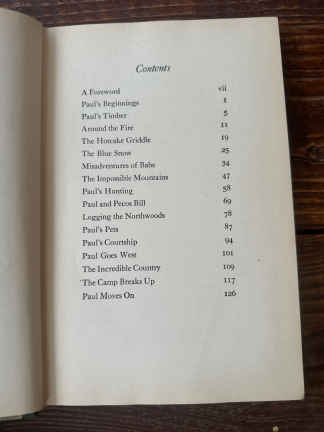 Contents
A Foreword vii
Paul's Beginnings 1
Paul's Timber 5
Around the Fire 11
The Hotcake Griddle 19
The Blue Snow 25
Misadventures of Babe 34
The Impossible Mountains 47
Paul's Hunting 58
Paul and Pecos Bill 69
Logging the Northwoods 78
Paul's Pets 87
Paul's Courtship 94
Paul Goes West 101
The Incredible Country 109
The Camp Breaks Up 117
Paul Moves On 126